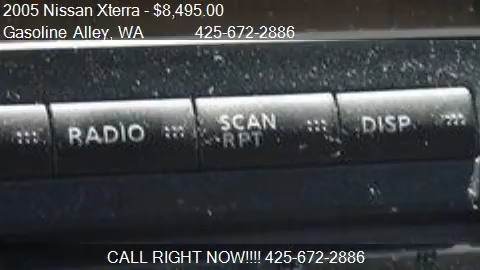 2005 Nissan Xterra - $8,495.00
Gasoline Alley, WA 425-672-2886
RADIO SCAN DISP
RPT
CALL RIGHT NOW!!!! 425-672-2886